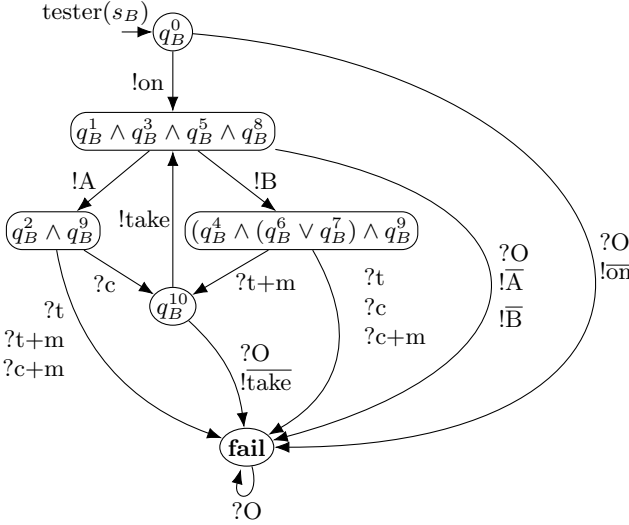 tester(s_B)
q_B^0
!on
q_B^1 ∧ q_B^3 ∧ q_B^5 ∧ q_B^8
!A
!B
!take
q_B^2 ∧ q_B^9
(q_B^4 ∧ (q_B^6 ∨ q_B^7) ∧ q_B^9
?O
!o̅n̅
?O
!A̅
!B̅
?c
?t+m
q_B^10
?t
?c
?c+m
?t
?t+m
?c+m
?O
!t̅a̅k̅e̅
fail
?O